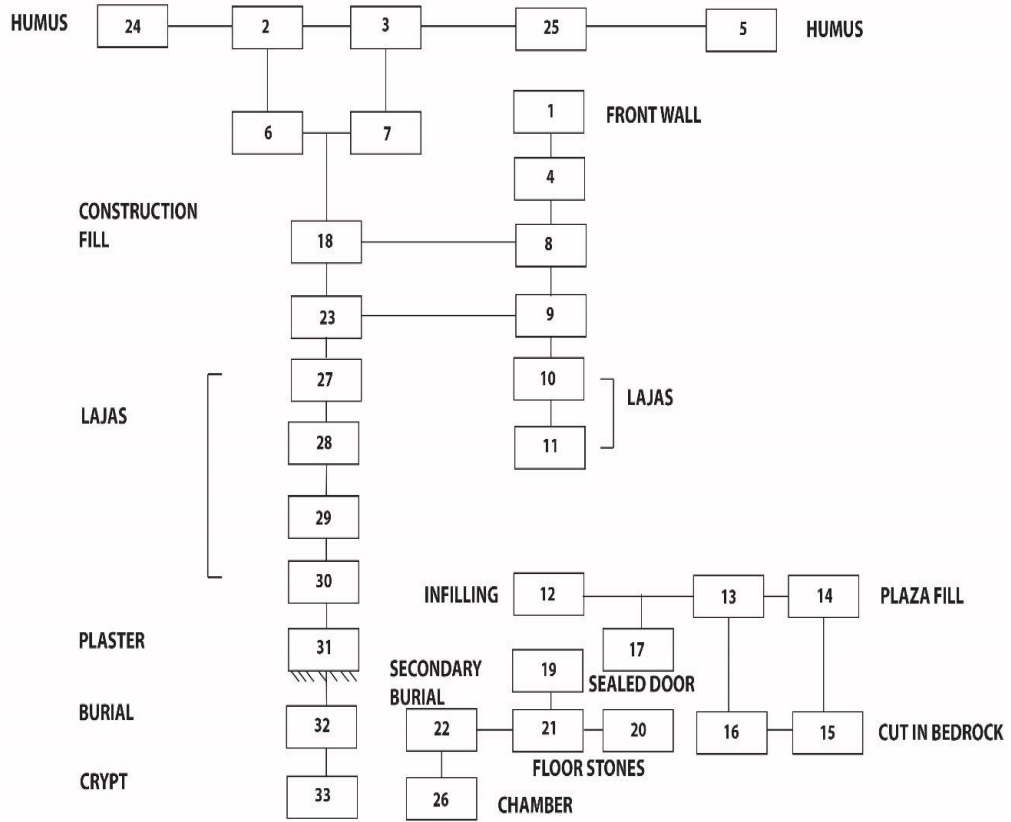 HUMUS 24 2 3 25 5 HUMUS
1 FRONT WALL
6 7
4
CONSTRUCTION
FILL
18 8
23 9
27 10
LAJAS
LAJAS
28 11
29
30
INFILLING 12 13 14 PLAZA FILL
PLASTER 31
17
SEALED DOOR
19
SECONDARY
BURIAL
BURIAL 32
22 21 20
FLOOR STONES
16 15 CUT IN BEDROCK
CRYPT 33
26 CHAMBER